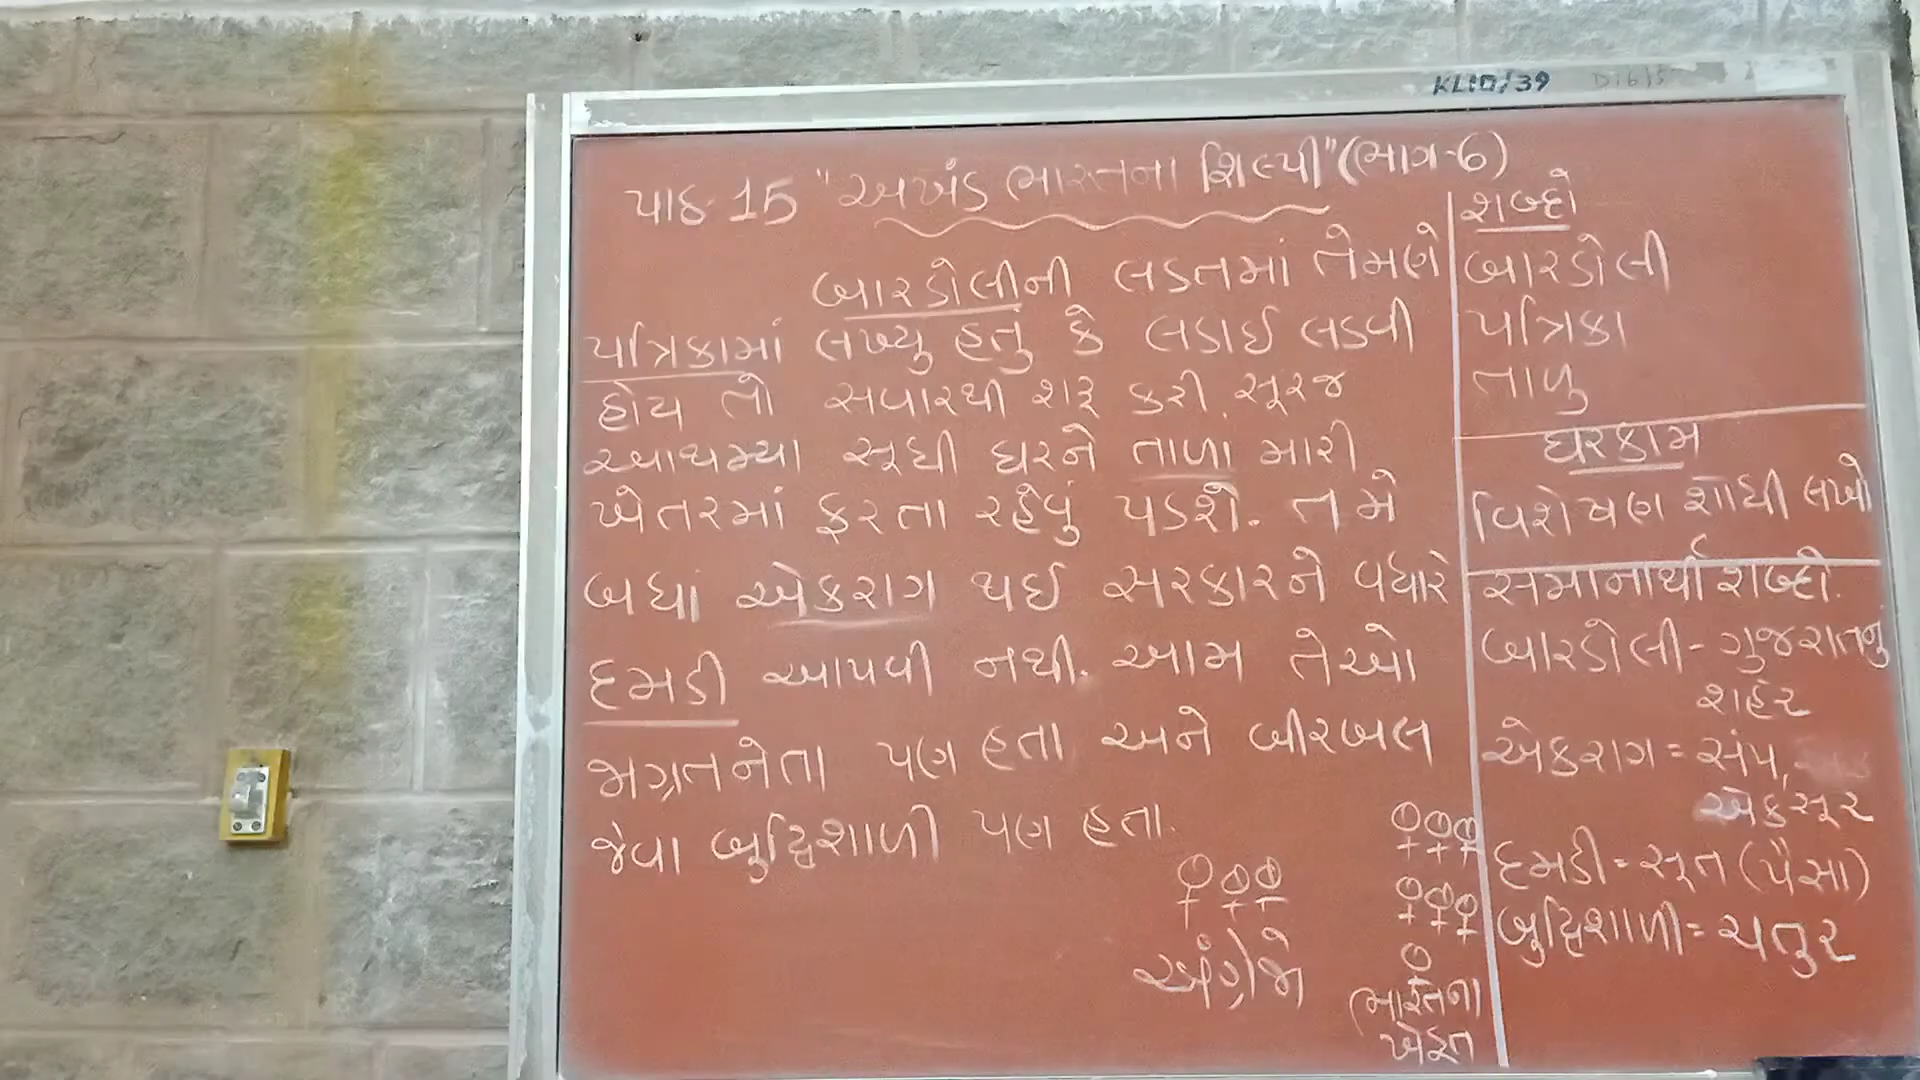 KL10/39
પાઠ 15 "અખંડ ભારતના શિલ્પી" (ભાગ-6)
બારડોલીની લડતમાં તેમણે
પત્રિકામાં લખ્યુ હતું કે લડાઈ લડવી
હોય તો સવારથી શરૂ કરી, સૂરજ
આથમ્યા સૂધી ઘરને તાળા મારી
ખેતરમાં ફરતા રહેવું પડશે. તમે
બધાં એકરાગ થઈ સરકારને વધારે
દમડી આપવી નથી. આમ તેઓ
જાગ્રતનેતા પણ હતા અને બીરબલ
જેવા બુદ્ધિશાળી પણ હતા.
અંગ્રેજો
ભારતના
ખેડૂત
શબ્દો
બારડોલી
પત્રિકા
તાળુ
ઘરકામ
વિશેષણ શોધી લખો
સમાનાર્થી શબ્દો.
બારડોલી - ગુજરાતનું
શહેર
એકરાગ = સંપ,
એકસૂર
દમડી = સૂત (પૈસા)
બુદ્ધિશાળી = ચતુર